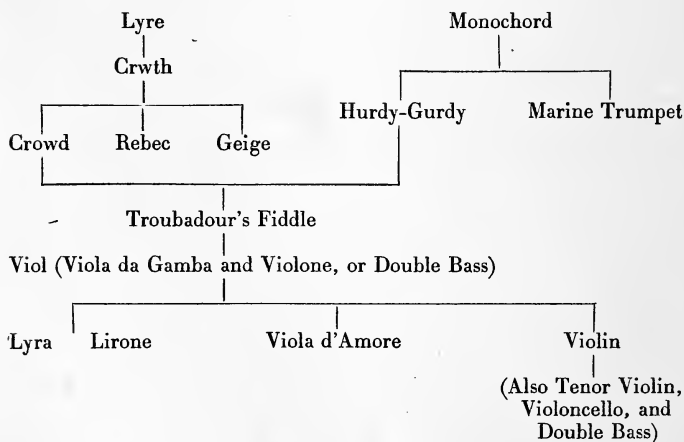 Lyre Monochord
Crwth
Hurdy-Gurdy Marine Trumpet
Crowd Rebec Geige
Troubadour's Fiddle
Viol (Viola da Gamba and Violone, or Double Bass)
Lyra Lirone Viola d'Amore Violin
(Also Tenor Violin,
Violoncello, and
Double Bass)